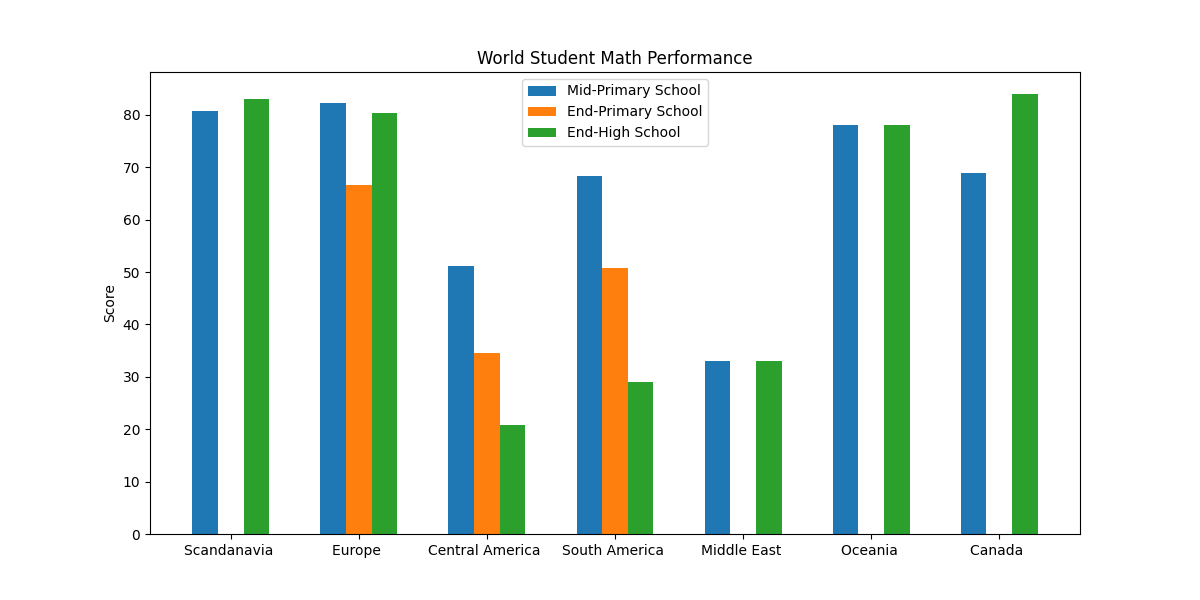 World Student Math Performance
Mid-Primary School
End-Primary School
End-High School
Score
80
70
60
50
40
30
20
10
0
Scandanavia
Europe
Central America
South America
Middle East
Oceania
Canada